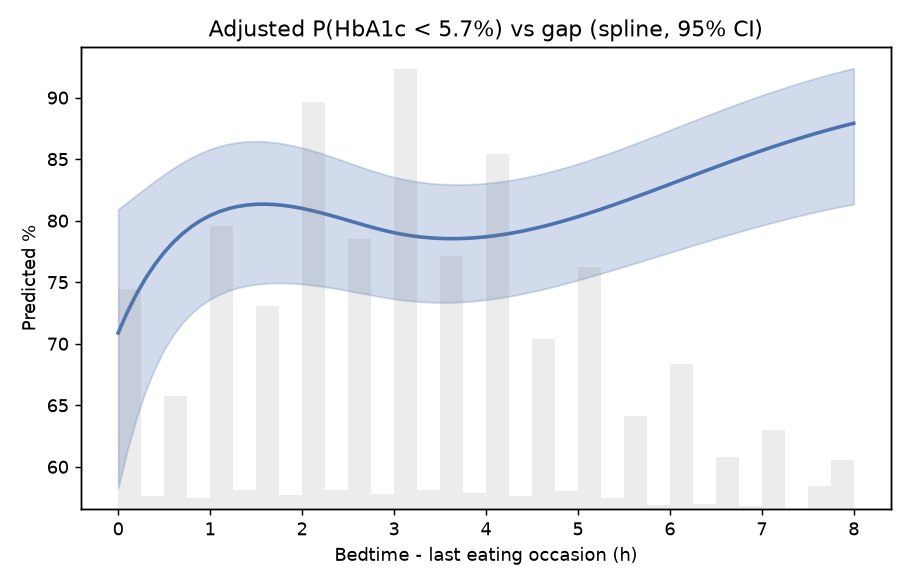 Adjusted P(HbA1c < 5.7%) vs gap (spline, 95% CI)
Predicted %
90
85
80
75
70
65
60
0 1 2 3 4 5 6 7 8
Bedtime - last eating occasion (h)